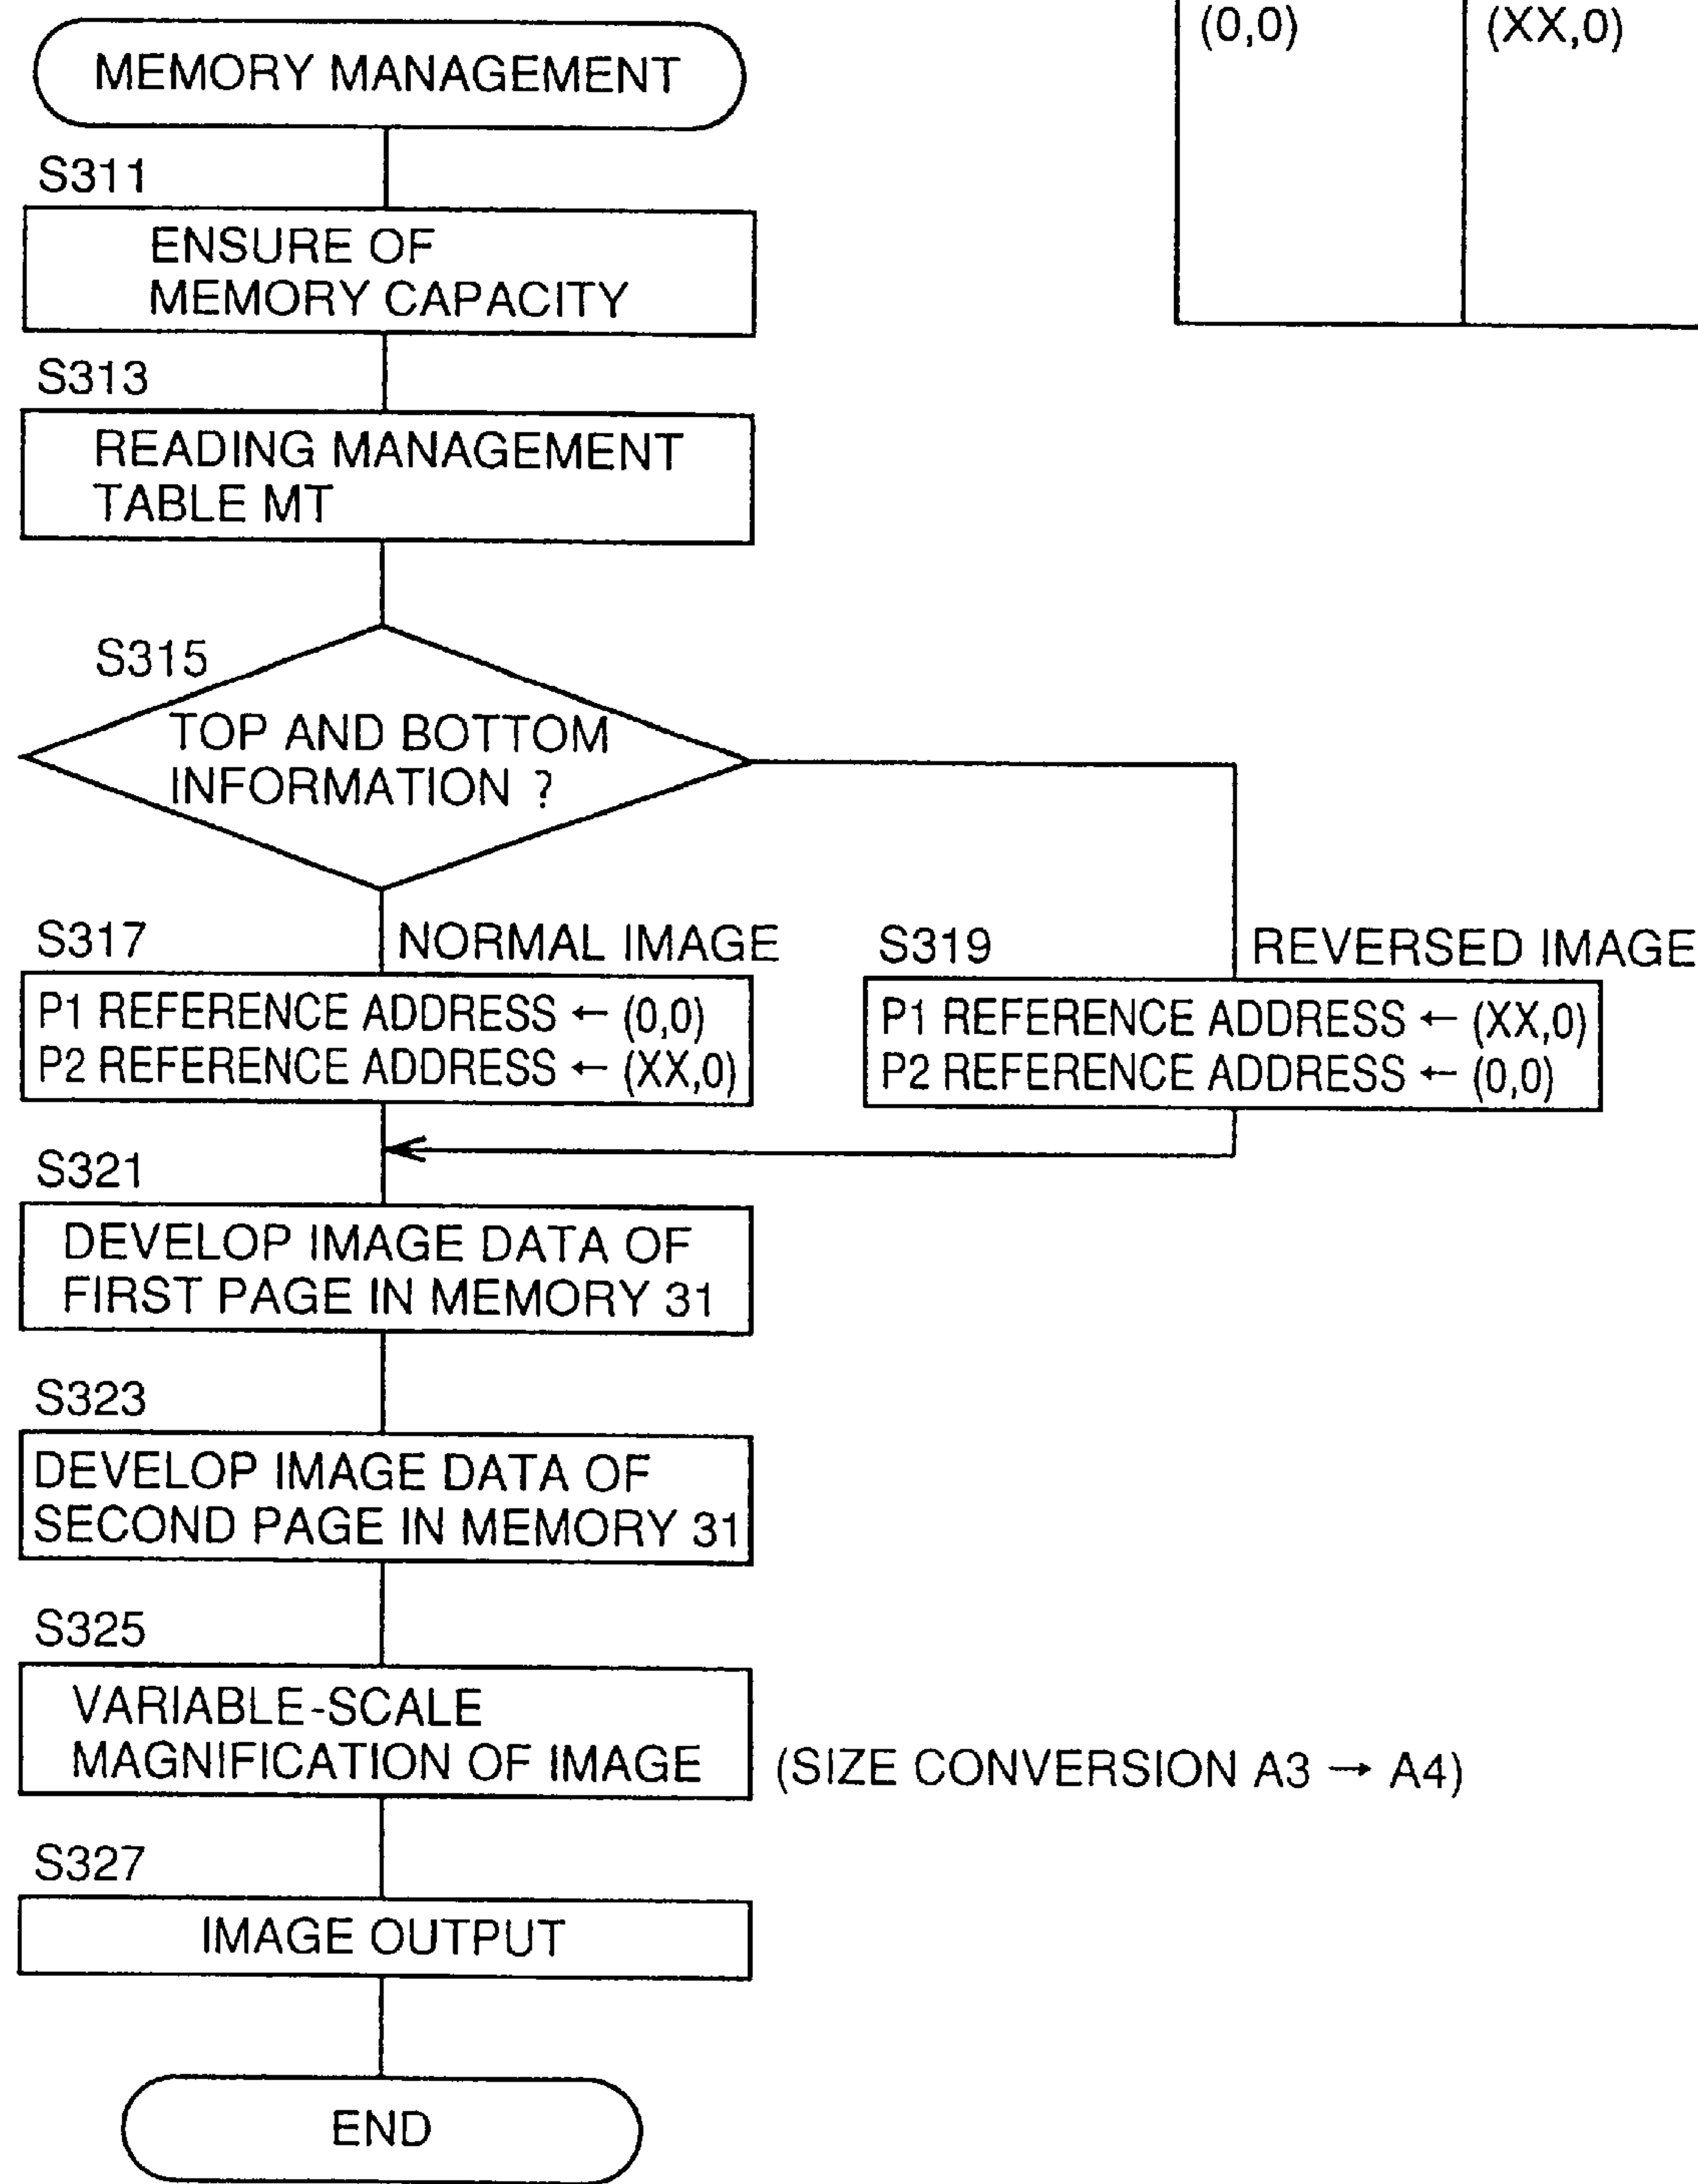 MEMORY MANAGEMENT
(0,0)
(XX,0)
S311
ENSURE OF
MEMORY CAPACITY
S313
READING MANAGEMENT
TABLE MT
S315
TOP AND BOTTOM
INFORMATION ?
S317
NORMAL IMAGE
S319
REVERSED IMAGE
P1 REFERENCE ADDRESS ← (0,0)
P2 REFERENCE ADDRESS ← (XX,0)
P1 REFERENCE ADDRESS ← (XX,0)
P2 REFERENCE ADDRESS ← (0,0)
S321
DEVELOP IMAGE DATA OF
FIRST PAGE IN MEMORY 31
S323
DEVELOP IMAGE DATA OF
SECOND PAGE IN MEMORY 31
S325
VARIABLE-SCALE
MAGNIFICATION OF IMAGE
(SIZE CONVERSION A3 → A4)
S327
IMAGE OUTPUT
END